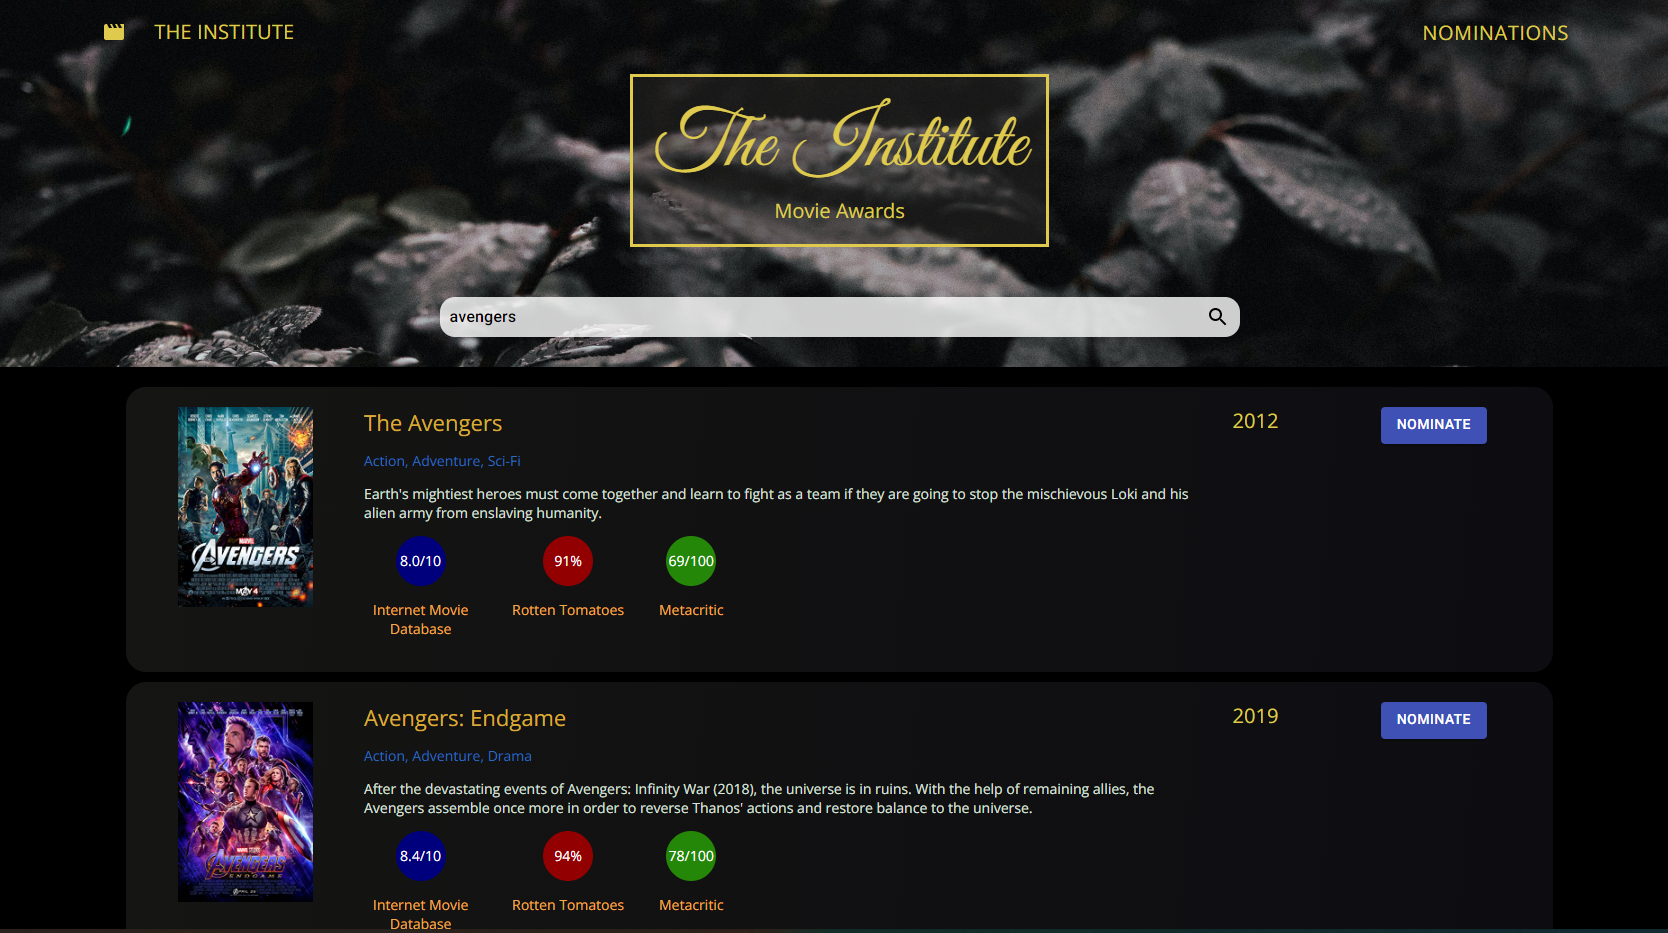 THE INSTITUTE
NOMINATIONS
The Institute
Movie Awards
avengers
The Avengers
2012
NOMINATE
Action, Adventure, Sci-Fi
Earth's mightiest heroes must come together and learn to fight as a team if they are going to stop the mischievous Loki and his
alien army from enslaving humanity.
MARVEL
AVENGERS
MAY 4
8.0/10
91%
69/100
Internet Movie
Database
Rotten Tomatoes
Metacritic
Avengers: Endgame
2019
NOMINATE
Action, Adventure, Drama
After the devastating events of Avengers: Infinity War (2018), the universe is in ruins. With the help of remaining allies, the
Avengers assemble once more in order to reverse Thanos' actions and restore balance to the universe.
AVENGERS
ENDGAME
8.4/10
94%
78/100
Internet Movie
Database
Rotten Tomatoes
Metacritic